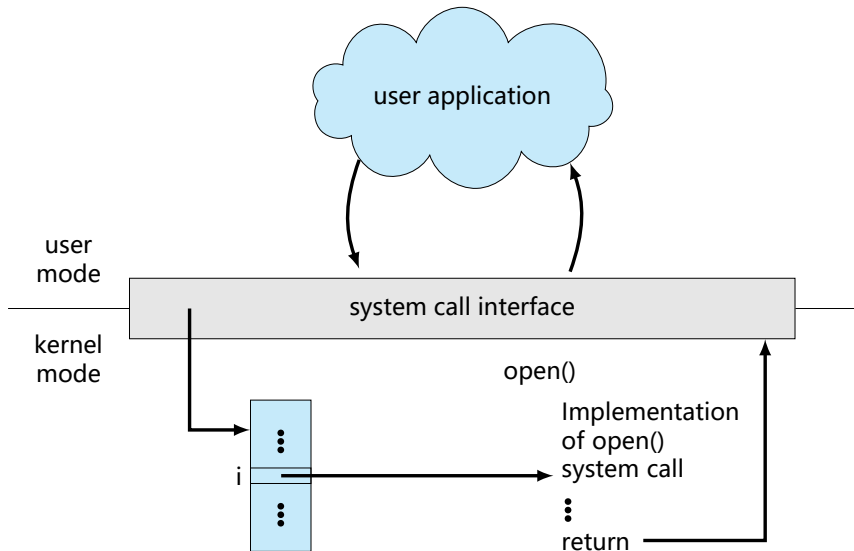 user application
user
mode
system call interface
kernel
mode
open()
Implementation
of open()
system call
i
return